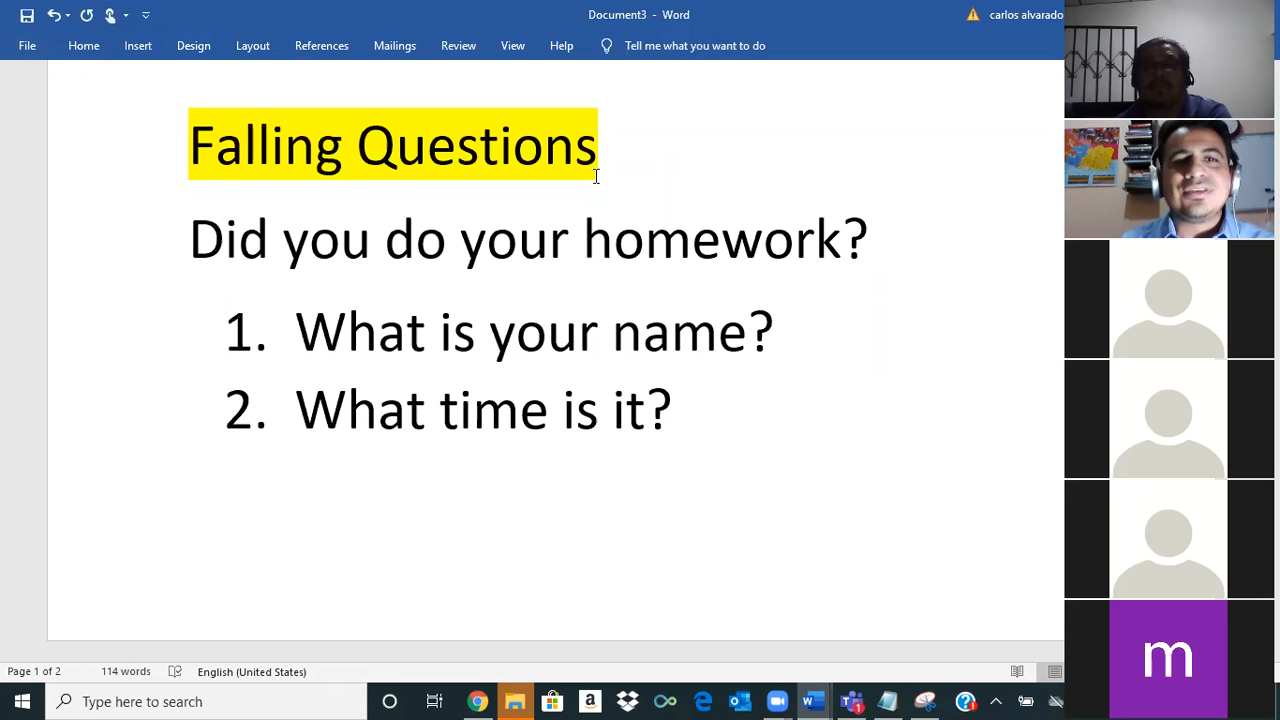 Document3 - Word
carlos alvarado
File Home Insert Design Layout References Mailings Review View Help Tell me what you want to do
Falling Questions
Did you do your homework?
1. What is your name?
2. What time is it?
m
Page 1 of 2 114 words English (United States)
Type here to search